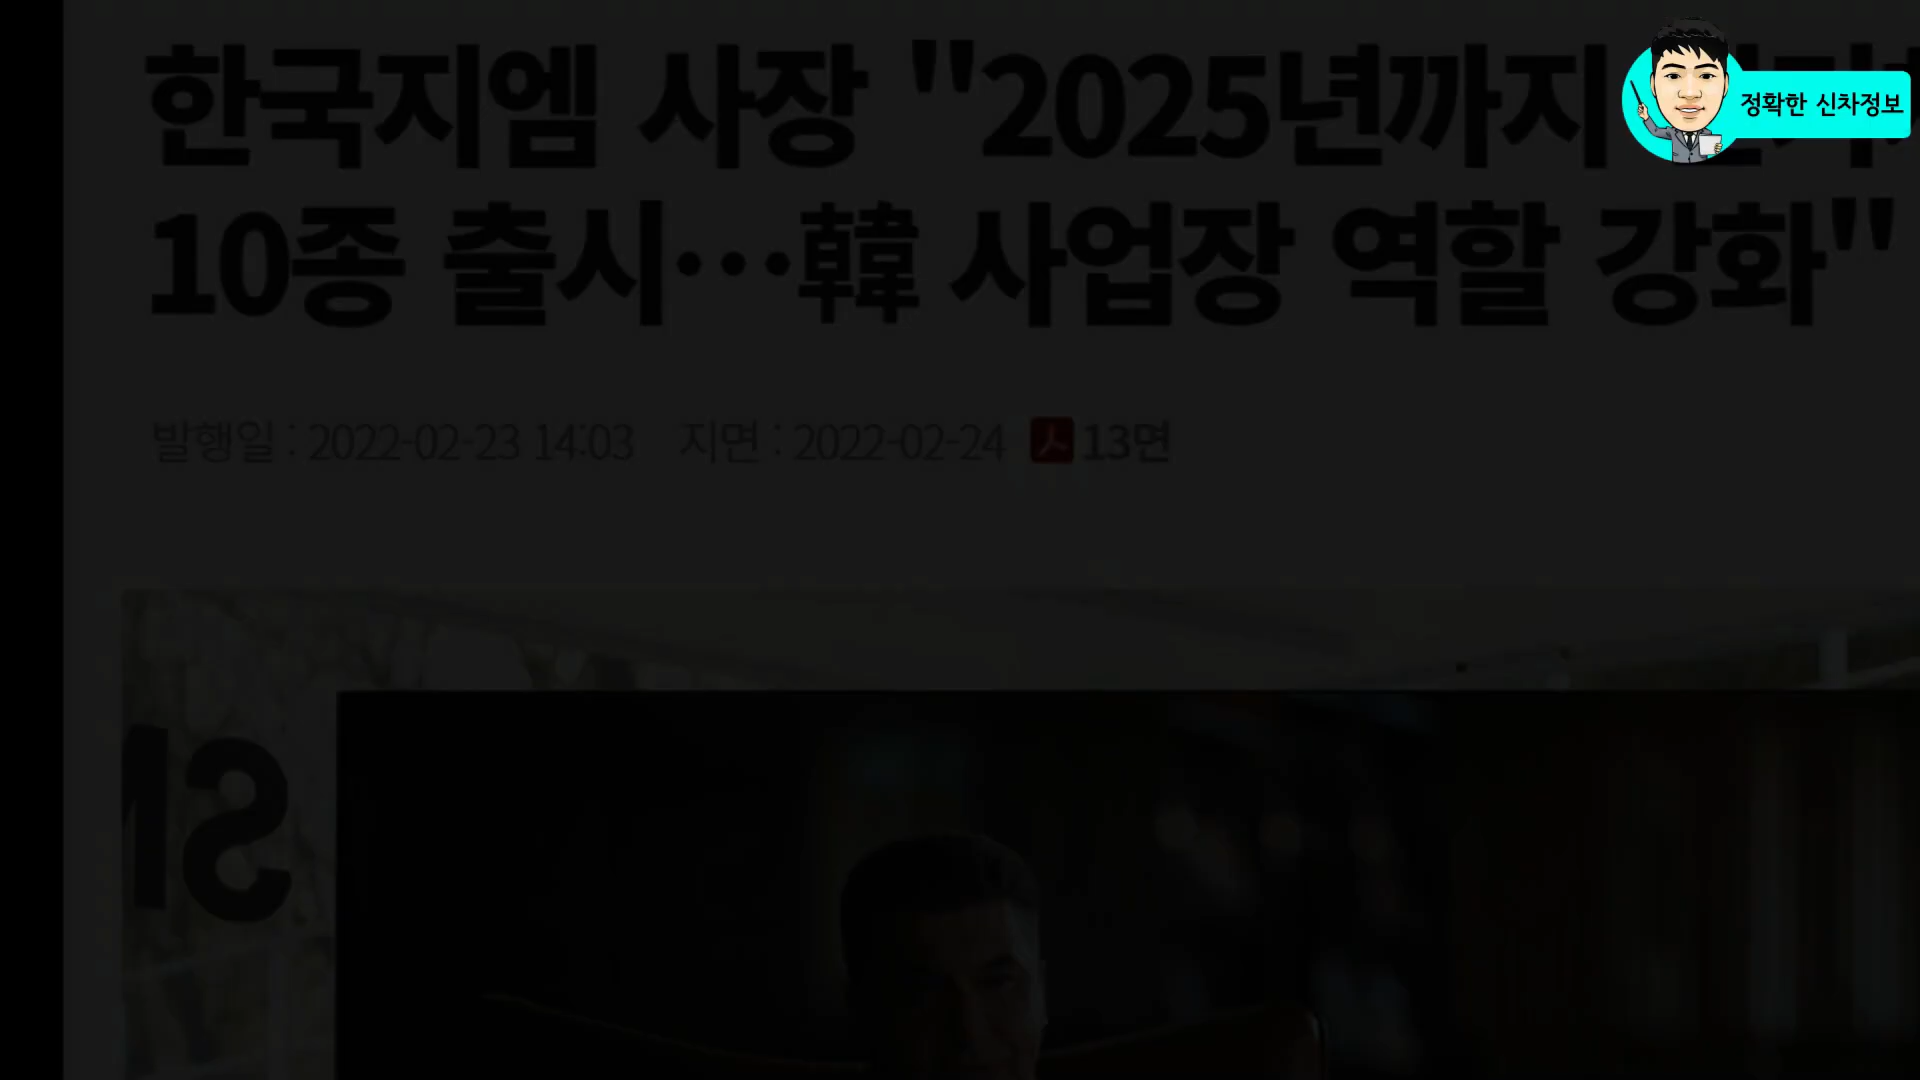 한국지엠 사장 "2025년까지
정확한 신차정보
10종 출시…韓 사업장 역할 강화"
발행일 : 2022-02-23 14:03 지면 : 2022-02-24 13면